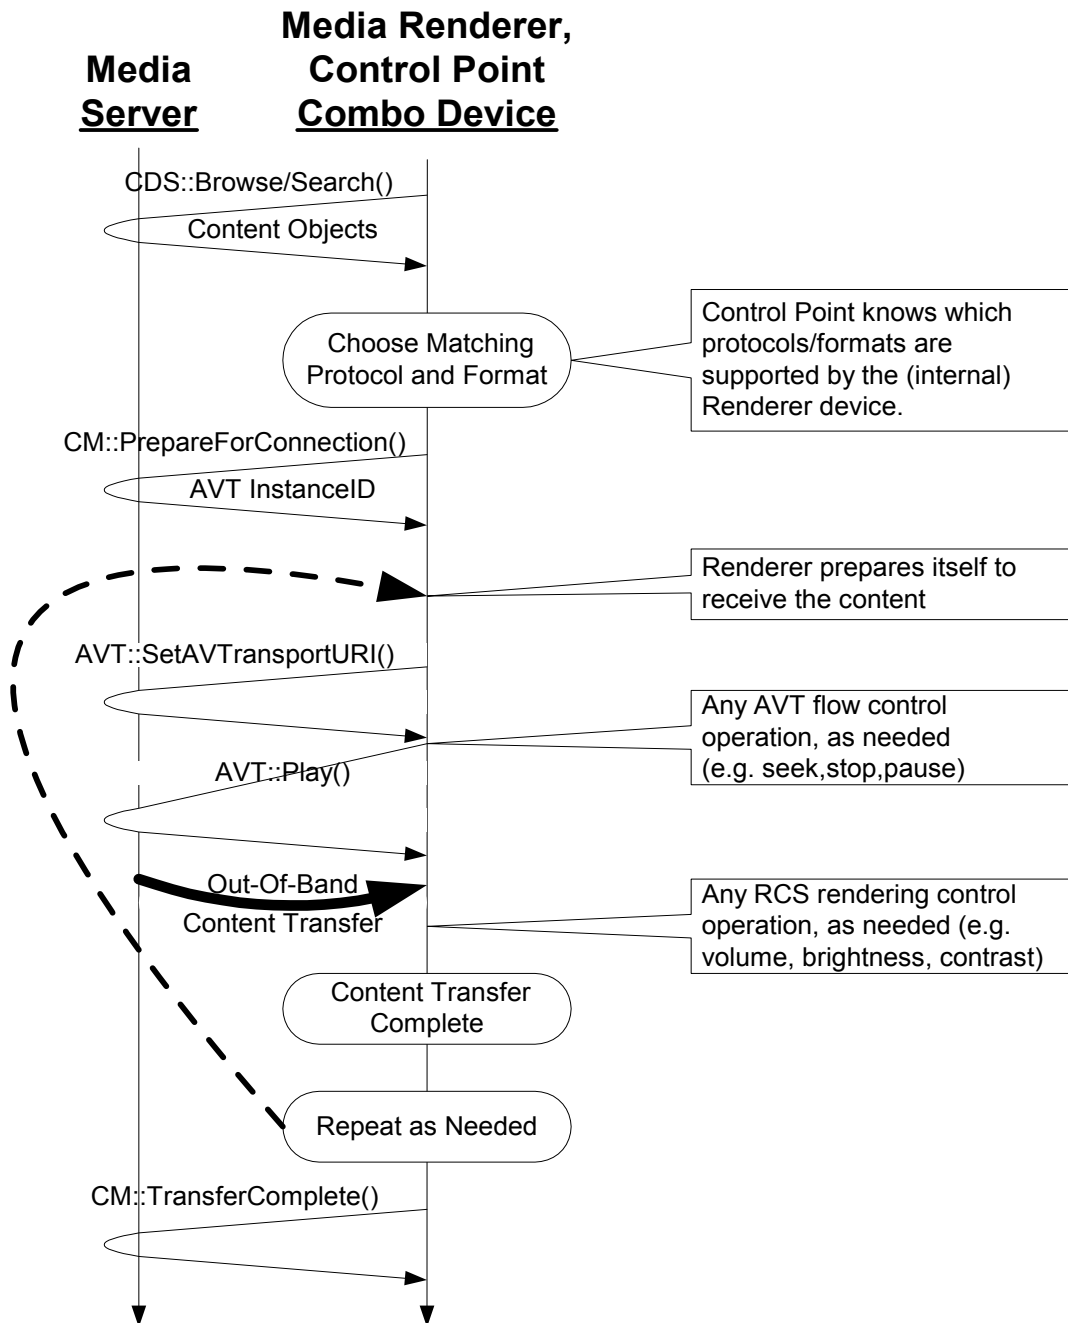 Media
Server
Media Renderer,
Control Point
Combo Device
CDS::Browse/Search()
Content Objects
Choose Matching
Protocol and Format
Control Point knows which
protocols/formats are
supported by the (internal)
Renderer device.
CM::PrepareForConnection()
AVT InstanceID
Renderer prepares itself to
receive the content
AVT::SetAVTransportURI()
Any AVT flow control
operation, as needed
(e.g. seek,stop,pause)
AVT::Play()
Out-Of-Band
Content Transfer
Any RCS rendering control
operation, as needed (e.g.
volume, brightness, contrast)
Content Transfer
Complete
Repeat as Needed
CM::TransferComplete()